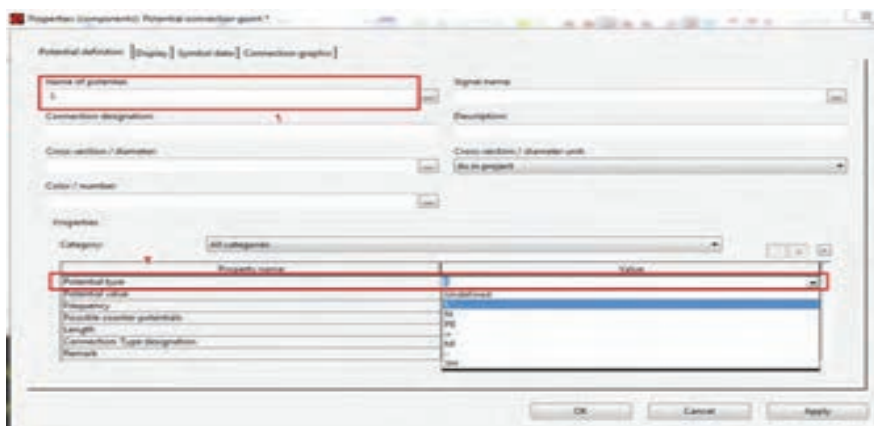 Properties (components): Potential connection point *
Potential definition Display Symbol data Connection graphic
Name of potential: Signal name:
Connection designation: Description:
Cross-section / diameter: Cross-section / diameter unit:
As in project
Color / number:
Properties
Category: All categories
Property name Value
Potential type
Potential value Undefined
Frequency
Possible counter-potentials N
Length PE
Connection: Type designation
Remark
SH
OK Cancel Apply